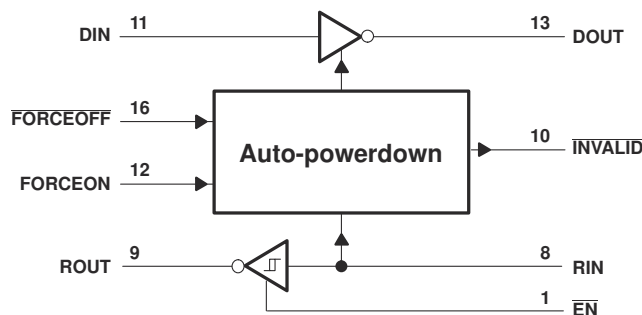 DIN 11 13 DOUT
FORCEOFF 16
Auto-powerdown 10 INVALID
FORCEON 12
ROUT 9 8 RIN
1 EN